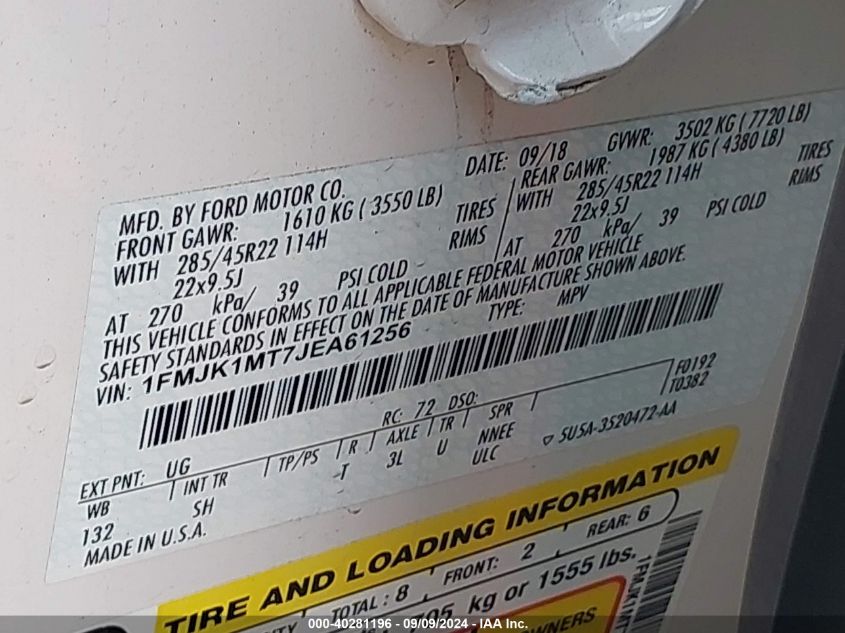 MFD. BY FORD MOTOR CO.
DATE: 09/18 GVWR: 3502 KG ( 7720 LB)
FRONT GAWR: 1610 KG ( 3550 LB)
REAR GAWR: 1987 KG ( 4380 LB)
WITH 285/45R22 114H TIRES
WITH 285/45R22 114H TIRES
22x9.5J RIMS
22x9.5J RIMS
AT 270 kPa/ 39 PSI COLD
AT 270 kPa/ 39 PSI COLD
THIS VEHICLE CONFORMS TO ALL APPLICABLE FEDERAL MOTOR VEHICLE
SAFETY STANDARDS IN EFFECT ON THE DATE OF MANUFACTURE SHOWN ABOVE.
VIN: 1FMJK1MT7JEA61256 TYPE: MPV
F0192
T0382
EXT PNT: UG RC: 72 DSO:
WB INT TR TP/PS R AXLE TR SPR
132 SH T 3L U NNEE
ULC
5U5A-3520472-AA
MADE IN U.S.A.
TIRE AND LOADING INFORMATION
TOTAL: 8 FRONT: 2 REAR: 6
705 kg or 1555 lbs.
OWNERS
000-40281196 - 09/09/2024 - IAA Inc.